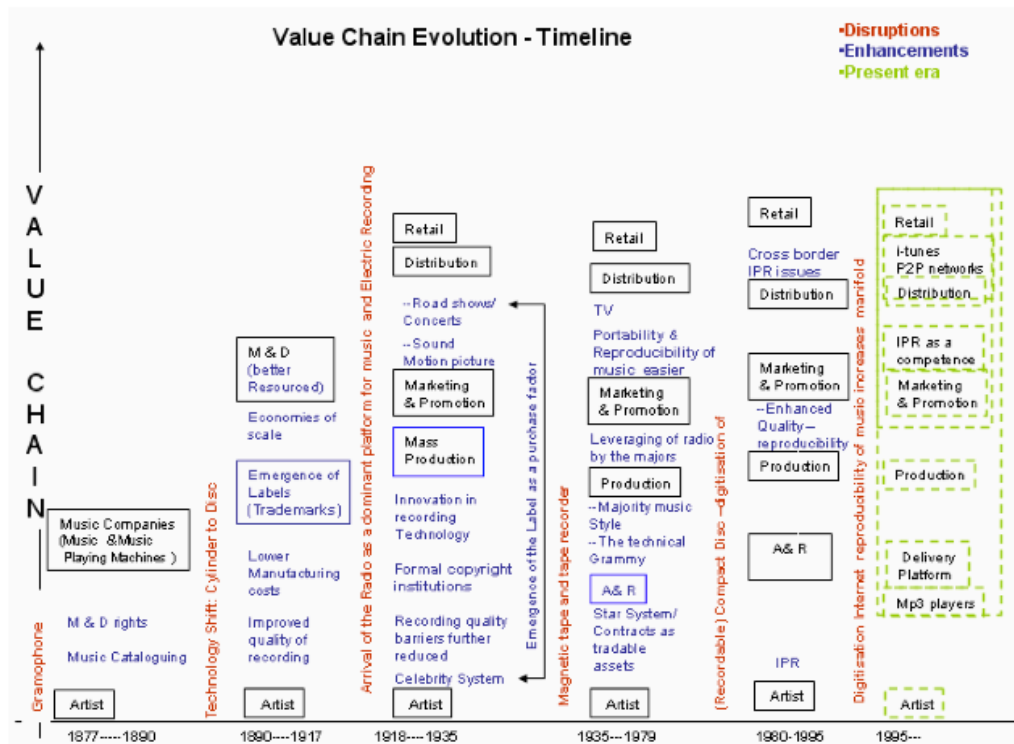 Value Chain Evolution - Timeline
▪Disruptions
▪Enhancements
▪Present era
VALUE CHAIN
Gramophone
Music Companies
(Music &Music
Playing Machines )
M & D rights
Music Cataloguing
Artist
1877-----1890
Technology Shift: Cylinder to Disc
M & D
(better
Resourced)
Economies of
scale
Emergence of
Labels
(Trademarks)
Lower
Manufacturing
costs
Improved
quality of
recording
Artist
1890----1917
Arrival of the Radio as a dominant platform for music and Electric Recording
Retail
Distribution
--Road shows/
Concerts
--Sound
Motion picture
Marketing
& Promotion
Mass
Production
Innovation in
recording
Technology
Formal copyright
institutions
Recording quality
barriers further
reduced
Celebrity System
Artist
1918----1935
Emergence of the Label as a purchase factor
Magnetic tape and tape recorder
Retail
Distribution
TV
Portability &
Reproducibility of
music easier
Marketing
& Promotion
Leveraging of radio
by the majors
Production
--Majority music
Style
--The technical
Grammy
A& R
Star System/
Contracts as
tradable
assets
Artist
1935---1979
(Recordable) Compact Disc –digitisation of
Retail
Cross border
IPR issues
Distribution
Marketing
& Promotion
--Enhanced
Quality--
reproducibility
Production
A& R
IPR
Artist
1980-1995
Digitisation Internet reproducibility of music increases manifold
Retail
i-tunes
P2P networks
Distribution
IPR as a
competence
Marketing
& Promotion
Production
Delivery
Platform
Mp3 players
Artist
1995---